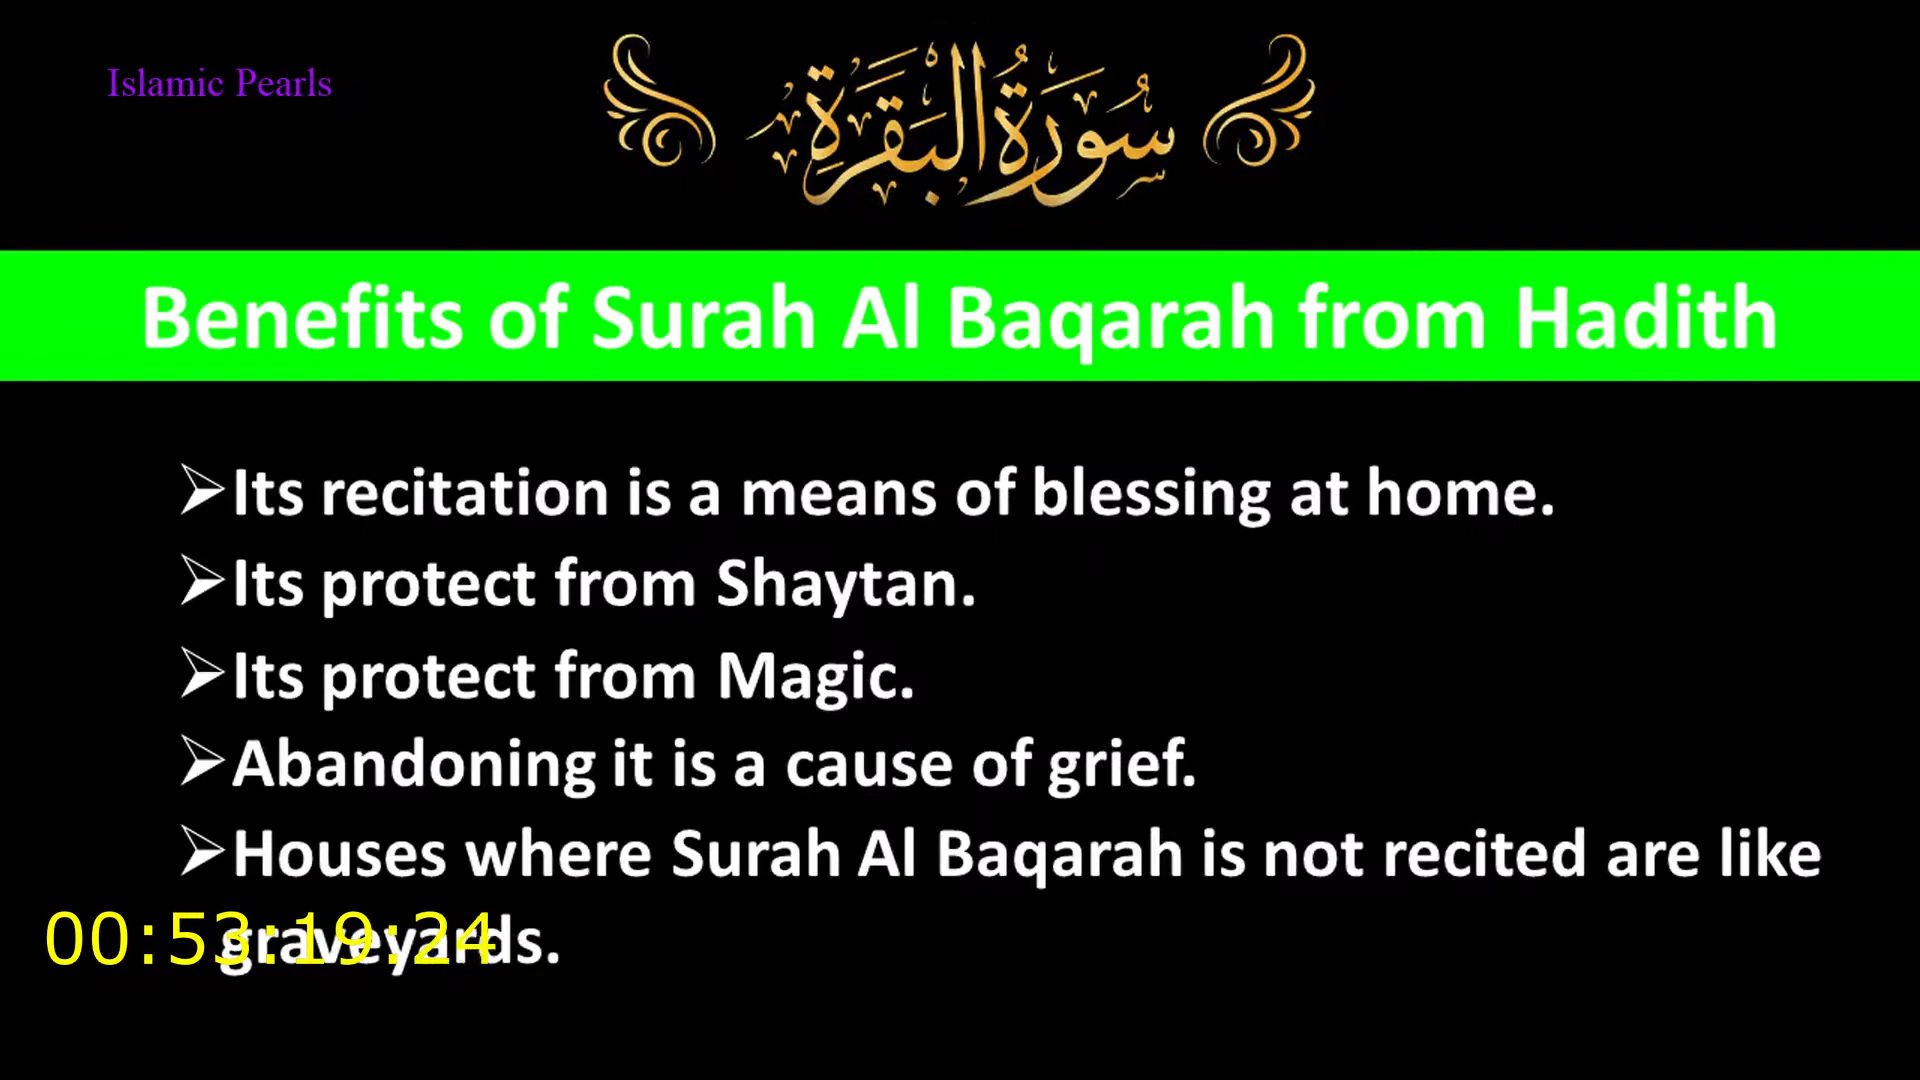 Islamic Pearls
سُورَةُ الْبَقَرَةِ
Benefits of Surah Al Baqarah from Hadith
➢Its recitation is a means of blessing at home.
➢Its protect from Shaytan.
➢Its protect from Magic.
➢Abandoning it is a cause of grief.
➢Houses where Surah Al Baqarah is not recited are like
graveyards.
00:53:19:24